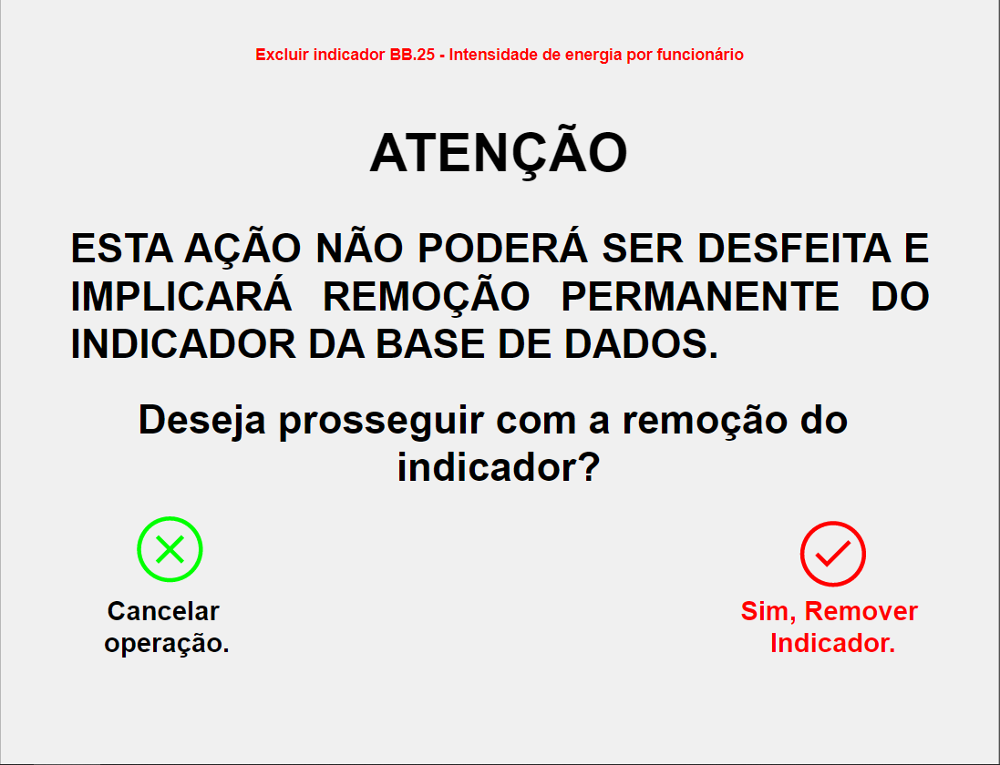 Excluir indicador BB.25 - Intensidade de energia por funcionário
ATENÇÃO
ESTA AÇÃO NÃO PODERÁ SER DESFEITA E
IMPLICARÁ REMOÇÃO PERMANENTE DO
INDICADOR DA BASE DE DADOS.
Deseja prosseguir com a remoção do
indicador?
Cancelar
operação.
Sim, Remover
Indicador.